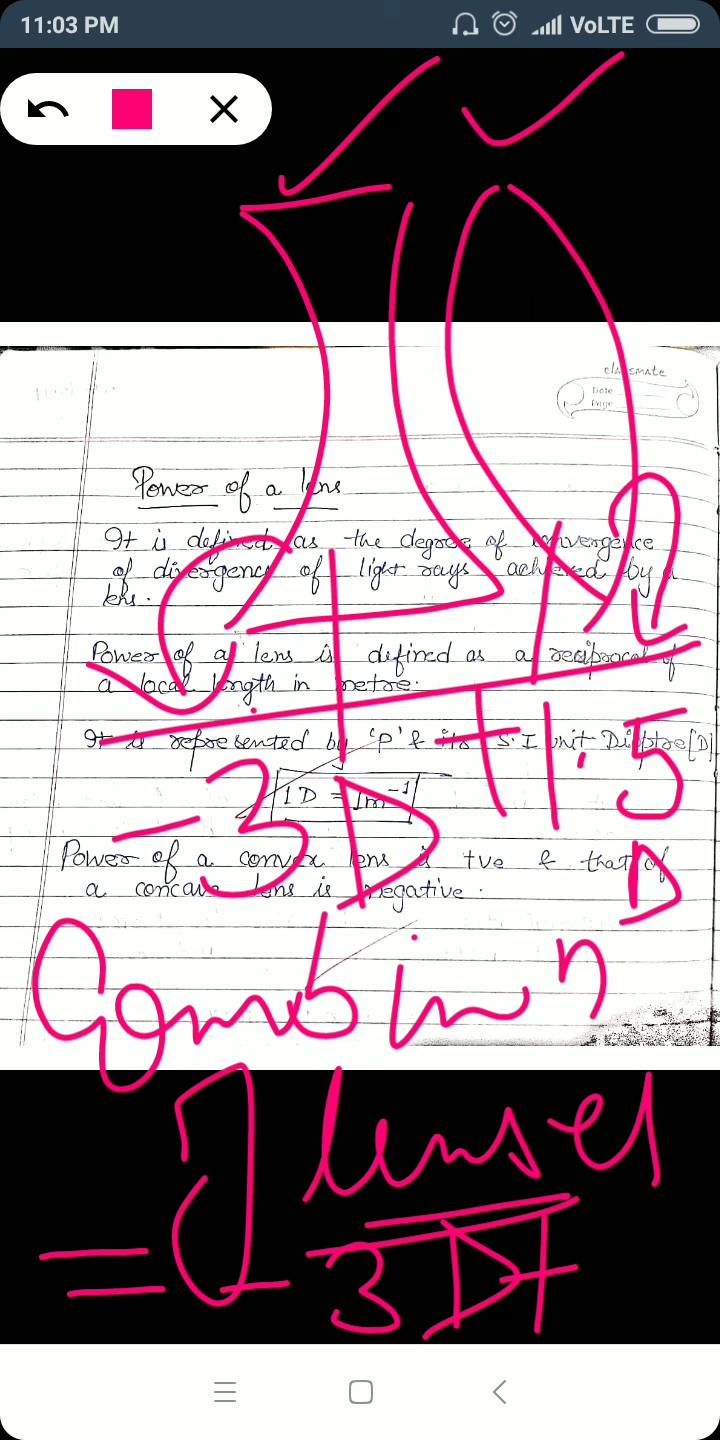 11:03 PM VoLTE
classmate
Date
Page
Power of a lens
It is defined as the degree of convergence
of divergence of light rays achieved by a
lens.
Power of a lens is defined as a reciprocal of
a local length in metre.
It is represented by 'P' & its S.I unit Dioptre[D]
1D = 1m⁻¹
Power of a convex lens is +ve & that of
a concave lens is negative.
-3D +1.5
D
Combin n
lenses
-3D+